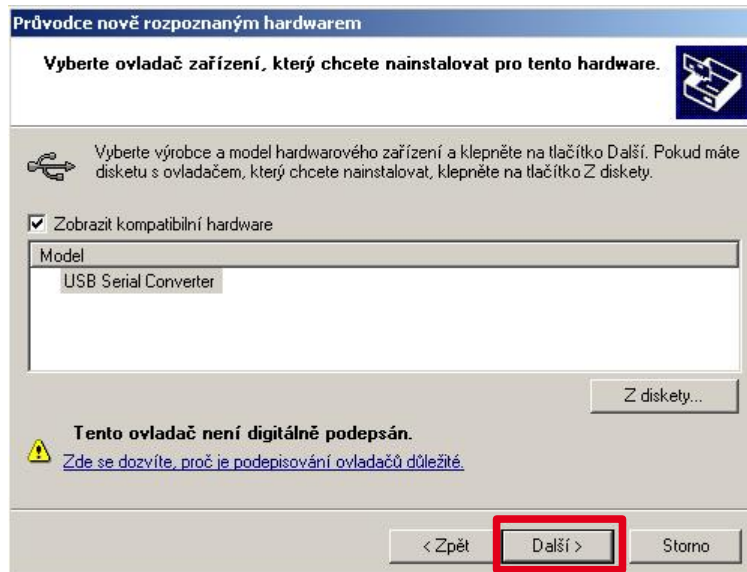 Průvodce nově rozpoznaným hardwarem
Vyberte ovladač zařízení, který chcete nainstalovat pro tento hardware.
Vyberte výrobce a model hardwarového zařízení a klepněte na tlačítko Další. Pokud máte
disketu s ovladačem, který chcete nainstalovat, klepněte na tlačítko Z diskety.
Zobrazit kompatibilní hardware
Model
USB Serial Converter
Z diskety...
Tento ovladač není digitálně podepsán.
Zde se dozvíte, proč je podepisování ovladačů důležité.
< Zpět
Další >
Storno